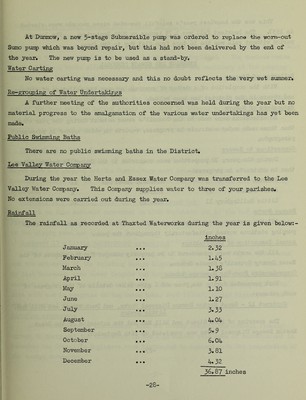 At Dunmow, a new 5-stage Submersible pump was ordered to replace the worn-out
Sumo pump which was beyond repair, but this had not been delivered by the end of
the year. The new pump is to be used as a stand-by.
Water Carting
No water carting was necessary and this no doubt reflects the very wet summer.
Re-grouping of Water Undertakings
A further meeting of the authorities concerned was held during the year but no
material progress to the amalgamation of the various water undertakings has yet been
made.
Public Swimming Baths
There are no public swimming baths in the District.
Lee Valley Water Company
During the year the Herts and Essex Water Company was transferred to the Lee
Valley Water Company. This Company supplies water to three of your parishes.
No extensions were carried out during the year.
Rainfall
The rainfall as recorded at Thaxted Waterworks during the year is given below:-
inches
January ... 2.32
February ... 1.45
March ... 1.38
April ... 1.91
May ... 1.10
June ... 1.27
July ... 3.33
August ... 4.04
September ... 5.9
October ... 6.04
November ... 3.81
December ... 4.32
36.87 inches
-28-